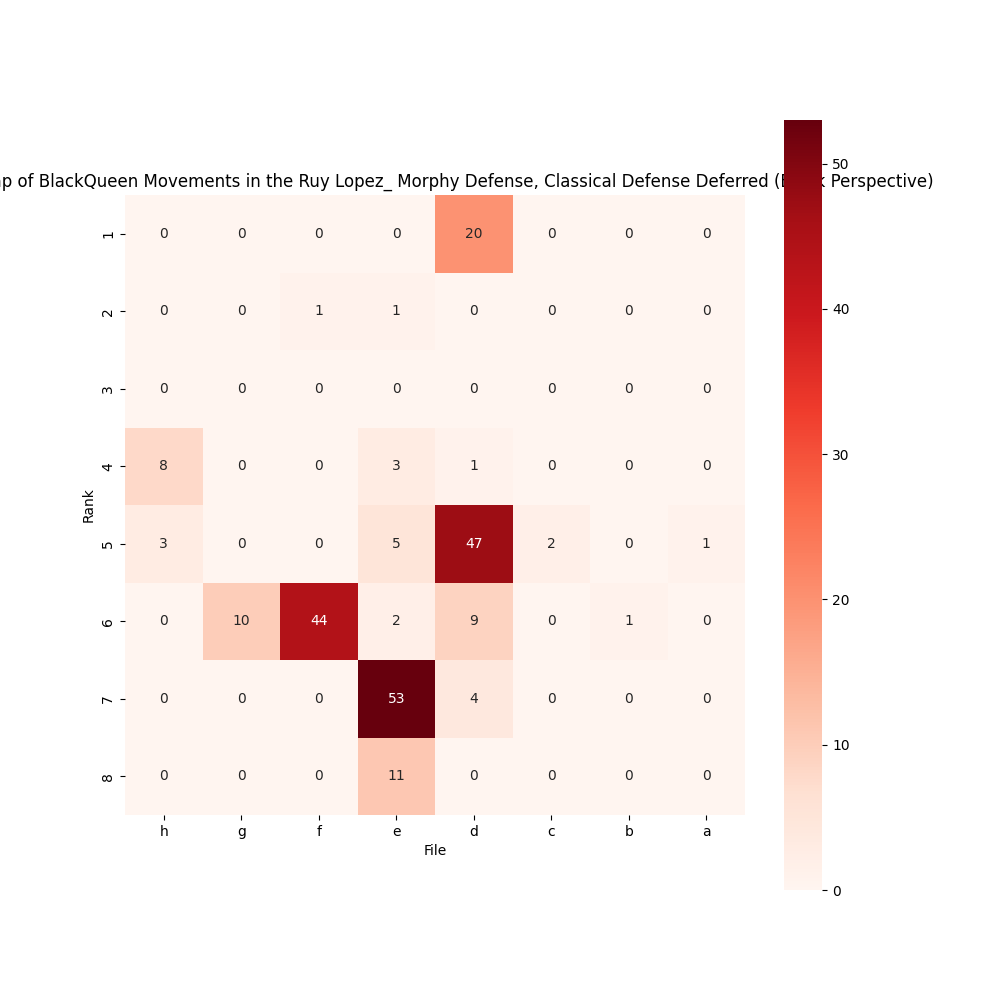 50
of BlackQueen Movements in the Ruy Lopez_ Morphy Defense, Classical Defense Deferred Perspective)
1 0 0 0 0 20 0 0 0
2 0 0 1 1 0 0 0 0
40
3 0 0 0 0 0 0 0 0
4 8 0 0 3 1 0 0 0
30
Rank
5 3 0 0 5 47 2 0 1
20
6 0 10 44 2 9 0 1 0
7 0 0 0 53 4 0 0 0
10
8 0 0 0 11 0 0 0 0
h g f e d c b a
File
0